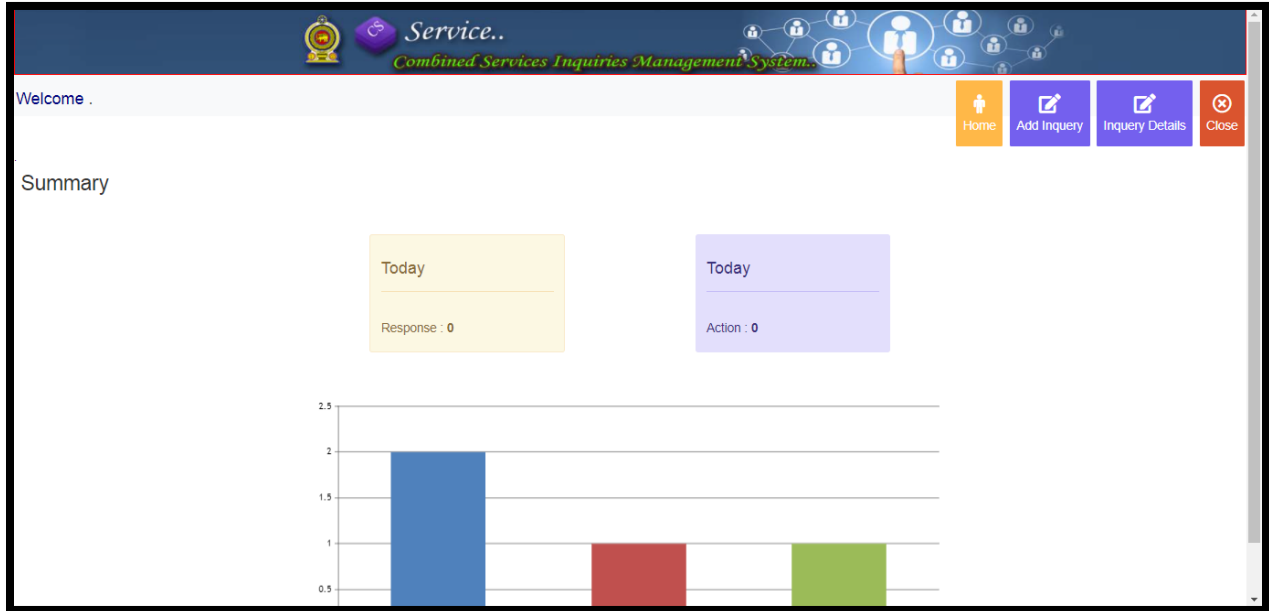 CS Service..
Combined Services Inquiries Management System..
Welcome .
Home Add Inquery Inquery Details Close
.
Summary
Today Today
Response : 0 Action : 0
2.5
2
1.5
1
0.5